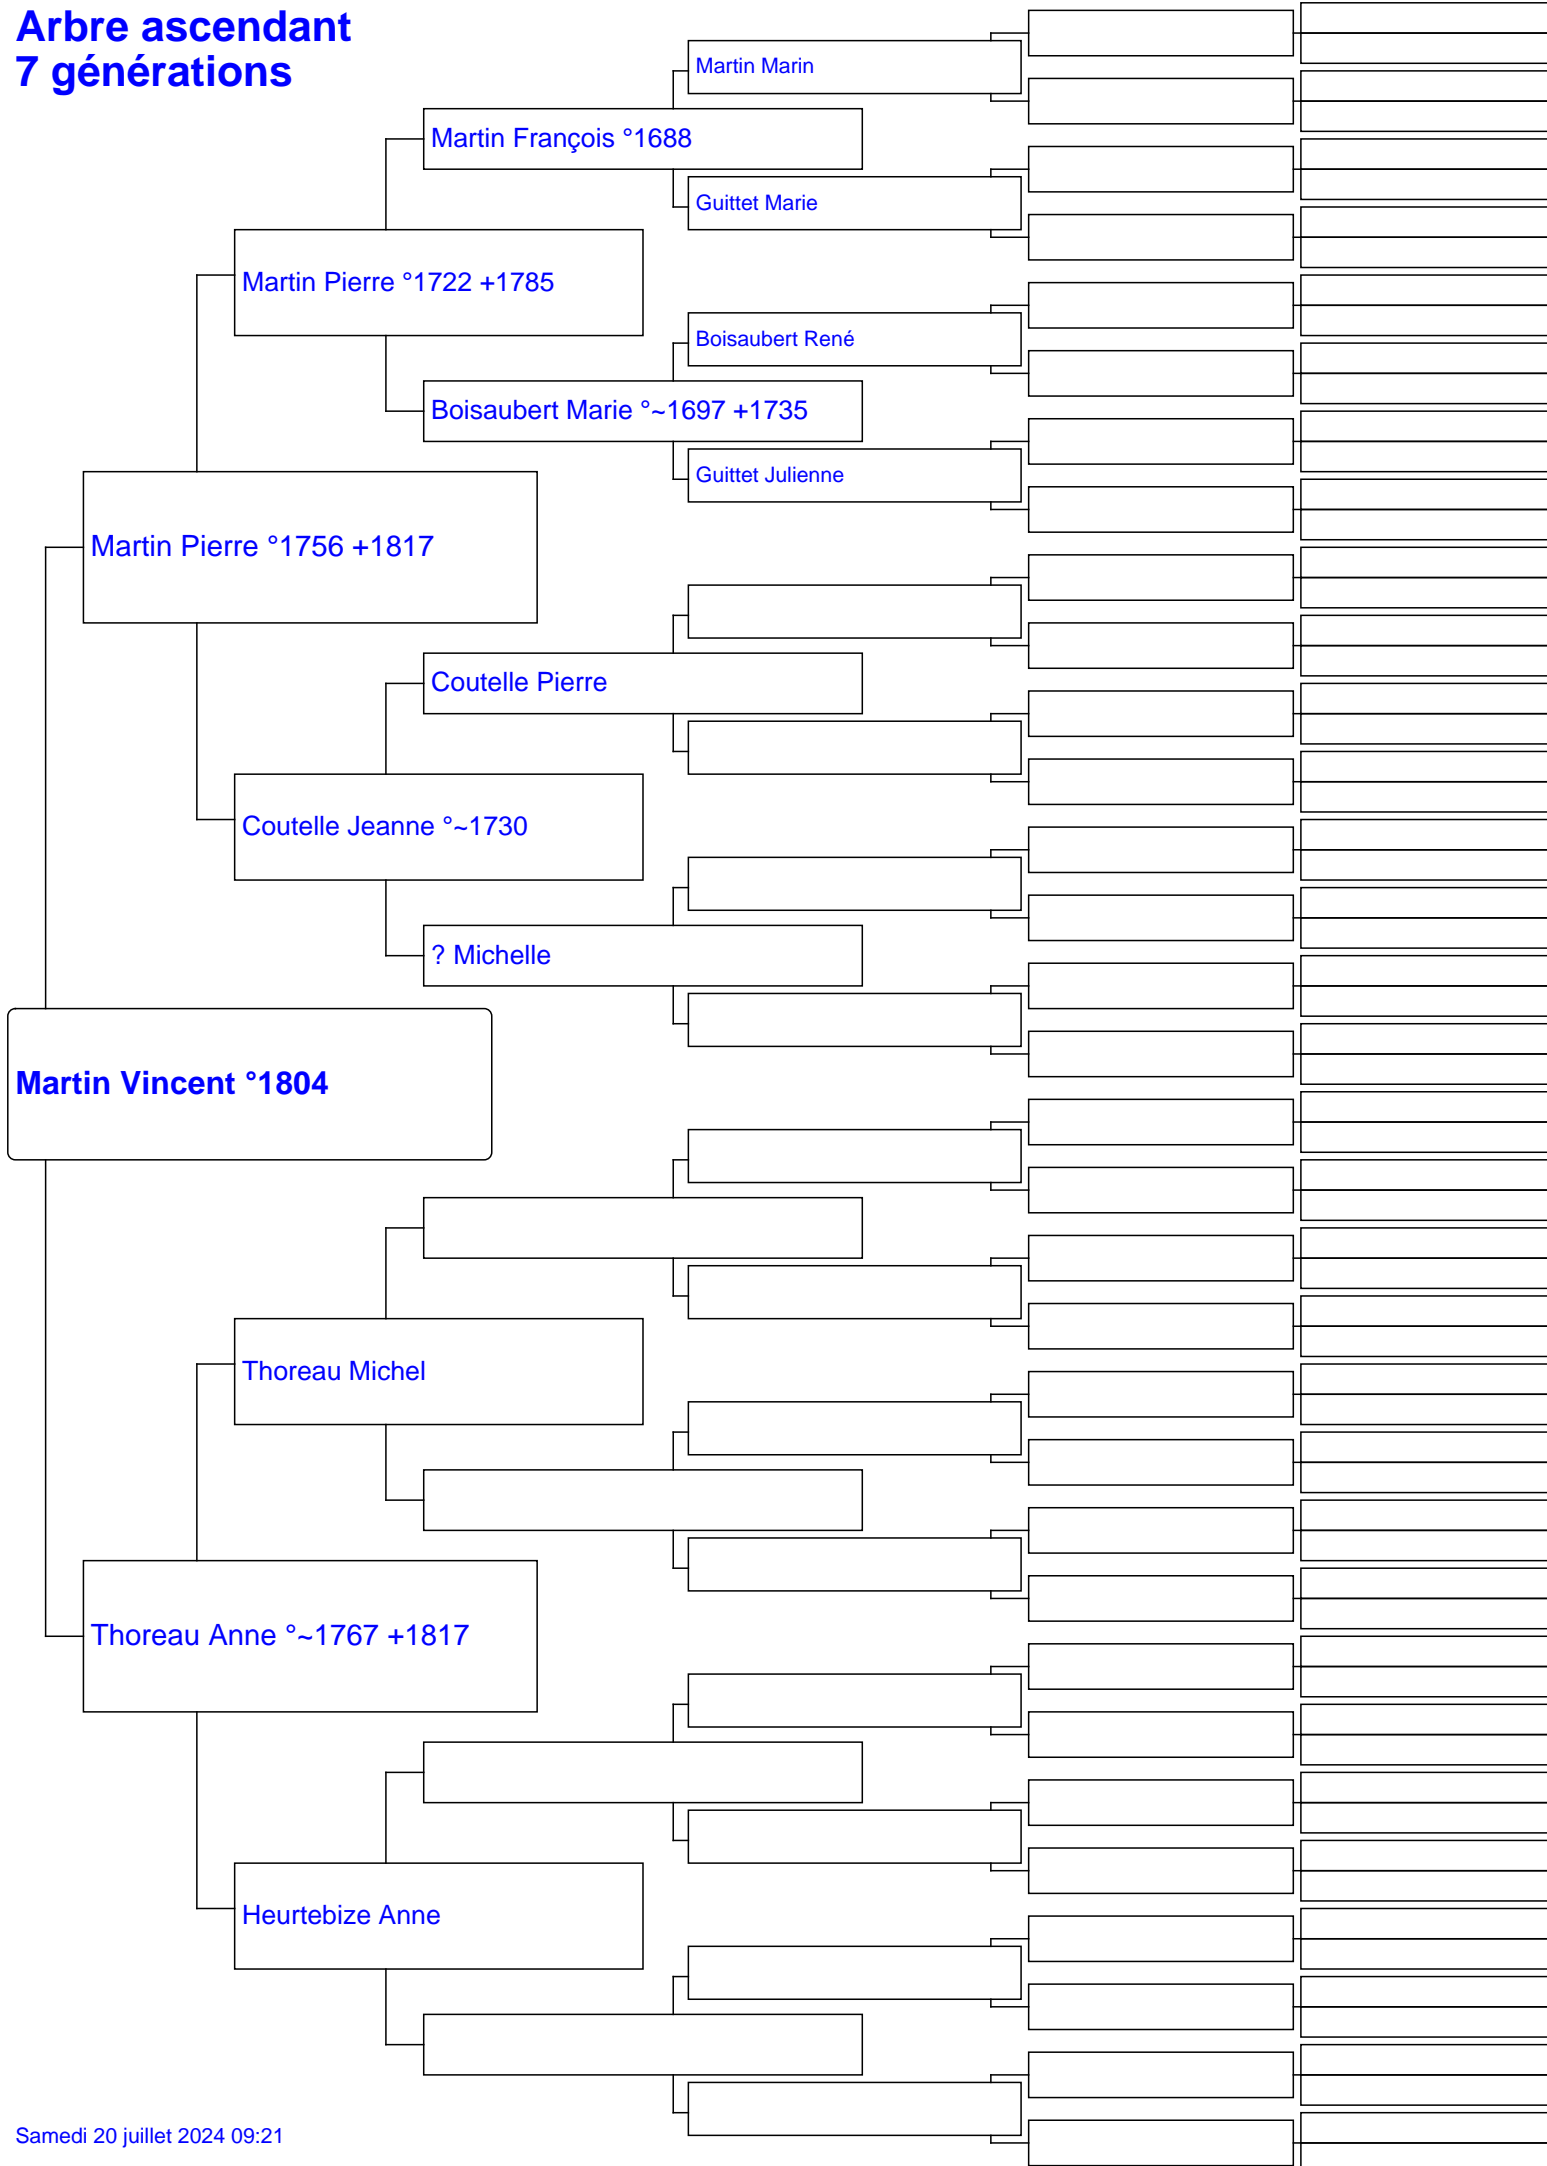 Arbre ascendant
7 générations
Martin Marin
Martin François °1688
Guittet Marie
Martin Pierre °1722 +1785
Boisaubert René
Boisaubert Marie °~1697 +1735
Guittet Julienne
Martin Pierre °1756 +1817
Coutelle Pierre
Coutelle Jeanne °~1730
? Michelle
Martin Vincent °1804
Thoreau Michel
Thoreau Anne °~1767 +1817
Heurtebize Anne
Samedi 20 juillet 2024 09:21